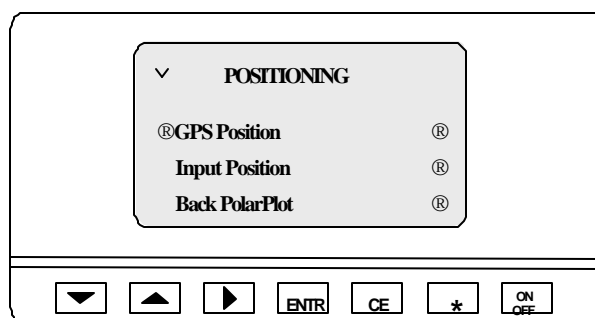 POSITIONING
®GPS Position ®
Input Position ®
Back PolarPlot ®
ENTR CE * ON
OFF